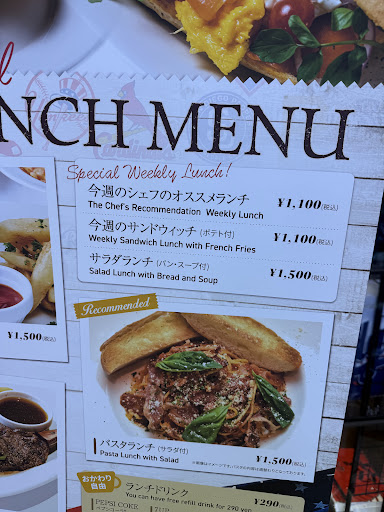 NCH MENU
Special Weekly Lunch!
今週のシェフのオススメランチ ¥1,100(税込)
The Chef's Recommendation Weekly Lunch
今週のサンドウィッチ (ポテト付) ¥1,100(税込)
Weekly Sandwich Lunch with French Fries
サラダランチ (パン・スープ付) ¥1,500(税込)
Salad Lunch with Bread and Soup
Recommended
¥1,500(税込)
パスタランチ (サラダ付)
Pasta Lunch with Salad ¥1,500(税込)
おかわり自由
ランチドリンク ¥290(税込)
You can have free refill drink for 290 yen
PEPSI COKE